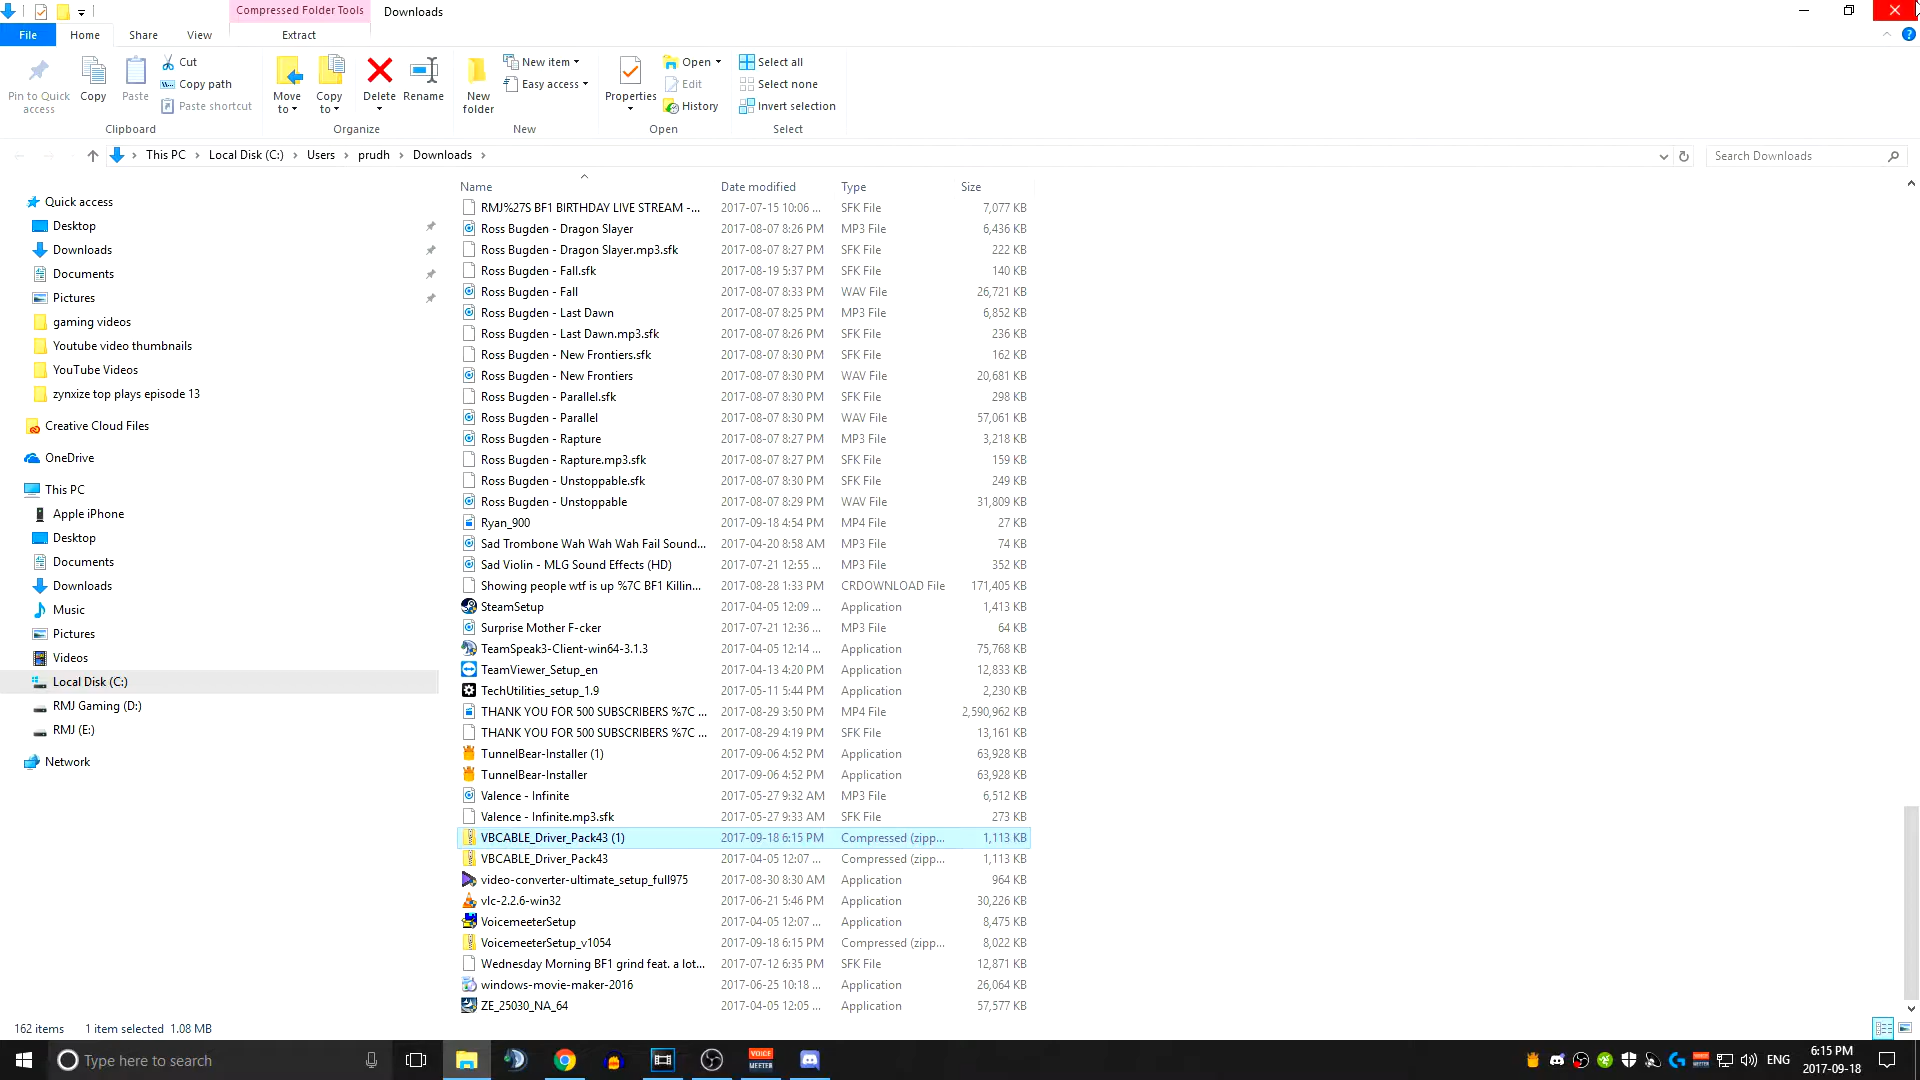 Compressed Folder Tools
Downloads
File
Home
Share
View
Extract
Pin to Quick access
Copy
Paste
Cut
Copy path
Paste shortcut
Clipboard
Move to
Copy to
Delete
Rename
Organize
New folder
New item
Easy access
New
Properties
Open
Edit
History
Open
Select all
Select none
Invert selection
Select
This PC > Local Disk (C:) > Users > prudh > Downloads >
Search Downloads
Quick access
Desktop
Downloads
Documents
Pictures
gaming videos
Youtube video thumbnails
YouTube Videos
zynxize top plays episode 13
Creative Cloud Files
OneDrive
This PC
Apple iPhone
Desktop
Documents
Downloads
Music
Pictures
Videos
Local Disk (C:)
RMJ Gaming (D:)
RMJ (E:)
Network
Name Date modified Type Size
RMJ%27S BF1 BIRTHDAY LIVE STREAM -... 2017-07-15 10:06 ... SFK File 7,077 KB
Ross Bugden - Dragon Slayer 2017-08-07 8:26 PM MP3 File 6,436 KB
Ross Bugden - Dragon Slayer.mp3.sfk 2017-08-07 8:27 PM SFK File 222 KB
Ross Bugden - Fall.sfk 2017-08-19 5:37 PM SFK File 140 KB
Ross Bugden - Fall 2017-08-07 8:33 PM WAV File 26,721 KB
Ross Bugden - Last Dawn 2017-08-07 8:25 PM MP3 File 6,852 KB
Ross Bugden - Last Dawn.mp3.sfk 2017-08-07 8:26 PM SFK File 236 KB
Ross Bugden - New Frontiers.sfk 2017-08-07 8:30 PM SFK File 162 KB
Ross Bugden - New Frontiers 2017-08-07 8:30 PM WAV File 20,681 KB
Ross Bugden - Parallel.sfk 2017-08-07 8:30 PM SFK File 298 KB
Ross Bugden - Parallel 2017-08-07 8:30 PM WAV File 57,061 KB
Ross Bugden - Rapture 2017-08-07 8:27 PM MP3 File 3,218 KB
Ross Bugden - Rapture.mp3.sfk 2017-08-07 8:27 PM SFK File 159 KB
Ross Bugden - Unstoppable.sfk 2017-08-07 8:30 PM SFK File 249 KB
Ross Bugden - Unstoppable 2017-08-07 8:29 PM WAV File 31,809 KB
Ryan_900 2017-09-18 4:54 PM MP4 File 27 KB
Sad Trombone Wah Wah Wah Fail Sound... 2017-04-20 8:58 AM MP3 File 74 KB
Sad Violin - MLG Sound Effects (HD) 2017-07-21 12:55 ... MP3 File 352 KB
Showing people wtf is up %7C BF1 Killin... 2017-08-28 1:33 PM CRDOWNLOAD File 171,405 KB
SteamSetup 2017-04-05 12:09 ... Application 1,413 KB
Surprise Mother F-cker 2017-07-21 12:36 ... MP3 File 64 KB
TeamSpeak3-Client-win64-3.1.3 2017-04-05 12:14 ... Application 75,768 KB
TeamViewer_Setup_en 2017-04-13 4:20 PM Application 12,833 KB
TechUtilities_setup_1.9 2017-05-11 5:44 PM Application 2,230 KB
THANK YOU FOR 500 SUBSCRIBERS %7C ... 2017-08-29 3:50 PM MP4 File 2,590,962 KB
THANK YOU FOR 500 SUBSCRIBERS %7C ... 2017-08-29 4:19 PM SFK File 13,161 KB
TunnelBear-Installer (1) 2017-09-06 4:52 PM Application 63,928 KB
TunnelBear-Installer 2017-09-06 4:52 PM Application 63,928 KB
Valence - Infinite 2017-05-27 9:32 AM MP3 File 6,512 KB
Valence - Infinite.mp3.sfk 2017-05-27 9:33 AM SFK File 273 KB
VBCABLE_Driver_Pack43 (1) 2017-09-18 6:15 PM Compressed (zipp... 1,113 KB
VBCABLE_Driver_Pack43 2017-04-05 12:07 ... Compressed (zipp... 1,113 KB
video-converter-ultimate_setup_full975 2017-08-30 8:30 AM Application 964 KB
vlc-2.2.6-win32 2017-06-21 5:46 PM Application 30,226 KB
VoicemeeterSetup 2017-04-05 12:07 ... Application 8,475 KB
VoicemeeterSetup_v1054 2017-09-18 6:15 PM Compressed (zipp... 8,022 KB
Wednesday Morning BF1 grind feat. a lot... 2017-07-12 6:35 PM SFK File 12,871 KB
windows-movie-maker-2016 2017-06-25 10:18 ... Application 26,064 KB
ZE_25030_NA_64 2017-04-05 12:05 ... Application 57,577 KB
162 items 1 item selected 1.08 MB
Type here to search
VOICE MEETER
ENG
6:15 PM
2017-09-18